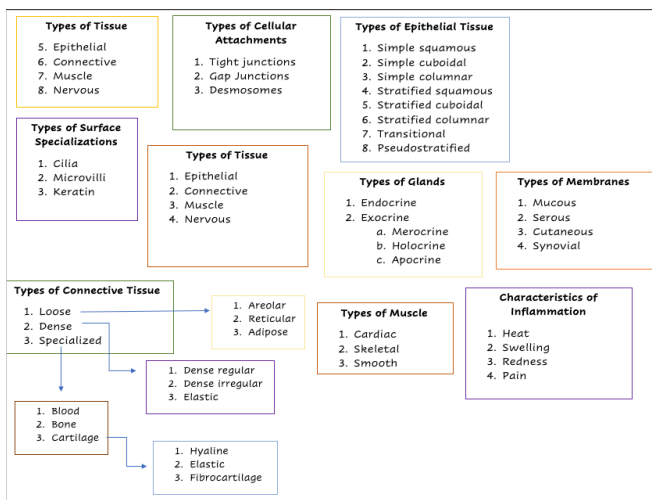 Types of Tissue
5. Epithelial
6. Connective
7. Muscle
8. Nervous
Types of Cellular
Attachments
1. Tight junctions
2. Gap Junctions
3. Desmosomes
Types of Epithelial Tissue
1. Simple squamous
2. Simple cuboidal
3. Simple columnar
4. Stratified squamous
5. Stratified cuboidal
6. Stratified columnar
7. Transitional
8. Pseudostratified
Types of Surface
Specializations
1. Cilia
2. Microvilli
3. Keratin
Types of Tissue
1. Epithelial
2. Connective
3. Muscle
4. Nervous
Types of Glands
1. Endocrine
2. Exocrine
a. Merocrine
b. Holocrine
c. Apocrine
Types of Membranes
1. Mucous
2. Serous
3. Cutaneous
4. Synovial
Types of Connective Tissue
1. Loose
2. Dense
3. Specialized
1. Areolar
2. Reticular
3. Adipose
Types of Muscle
1. Cardiac
2. Skeletal
3. Smooth
Characteristics of
Inflammation
1. Heat
2. Swelling
3. Redness
4. Pain
1. Dense regular
2. Dense irregular
3. Elastic
1. Blood
2. Bone
3. Cartilage
1. Hyaline
2. Elastic
3. Fibrocartilage